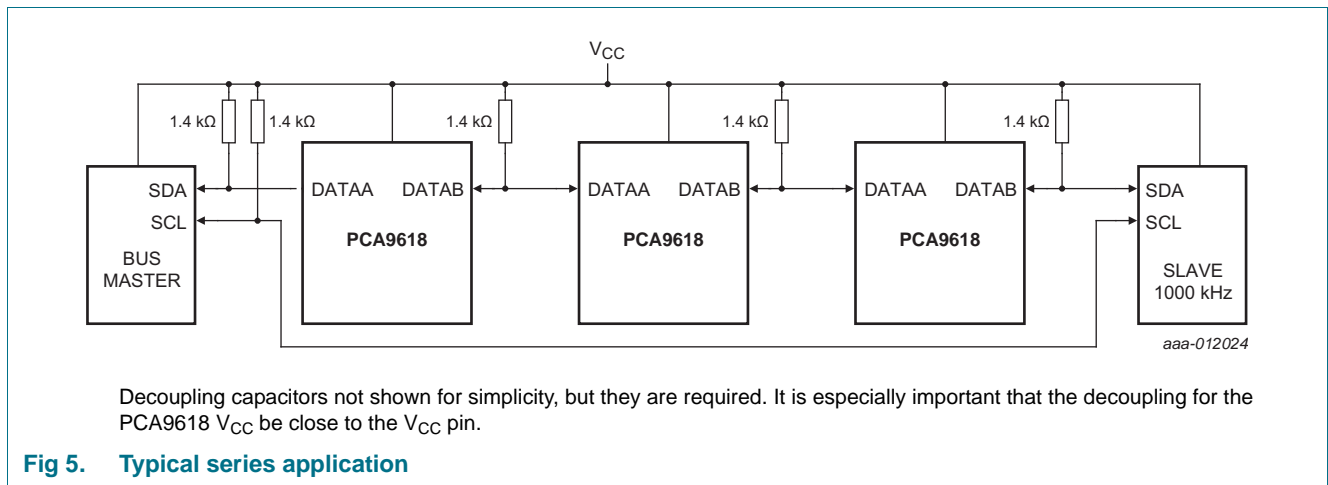 V_CC
1.4 kΩ 1.4 kΩ 1.4 kΩ 1.4 kΩ 1.4 kΩ
SDA DATAA DATAB DATAA DATAB DATAA DATAB SDA
SCL SCL
PCA9618 PCA9618 PCA9618
BUS
MASTER
SLAVE
1000 kHz
aaa-012024
Decoupling capacitors not shown for simplicity, but they are required. It is especially important that the decoupling for the
PCA9618 V_CC be close to the V_CC pin.
Fig 5. Typical series application